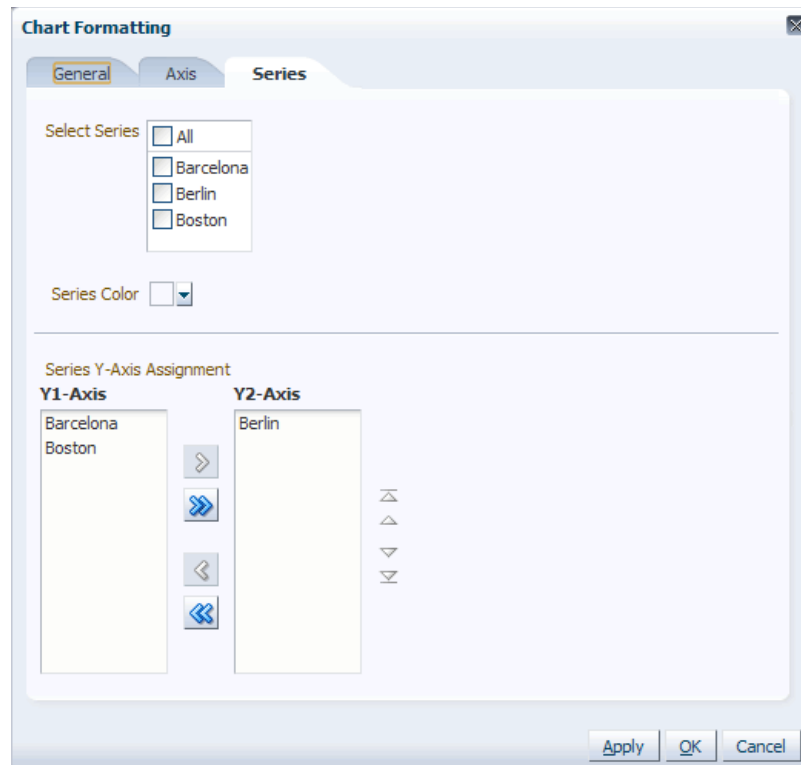 Chart Formatting
General Axis Series
Select Series
All
Barcelona
Berlin
Boston
Series Color
Series Y-Axis Assignment
Y1-Axis Y2-Axis
Barcelona Berlin
Boston
Apply OK Cancel